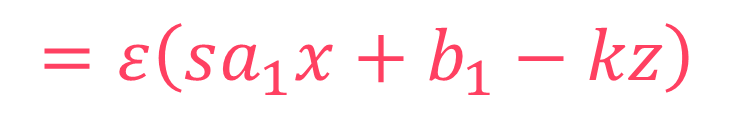 = ε(sa₁x + b₁ − kz)